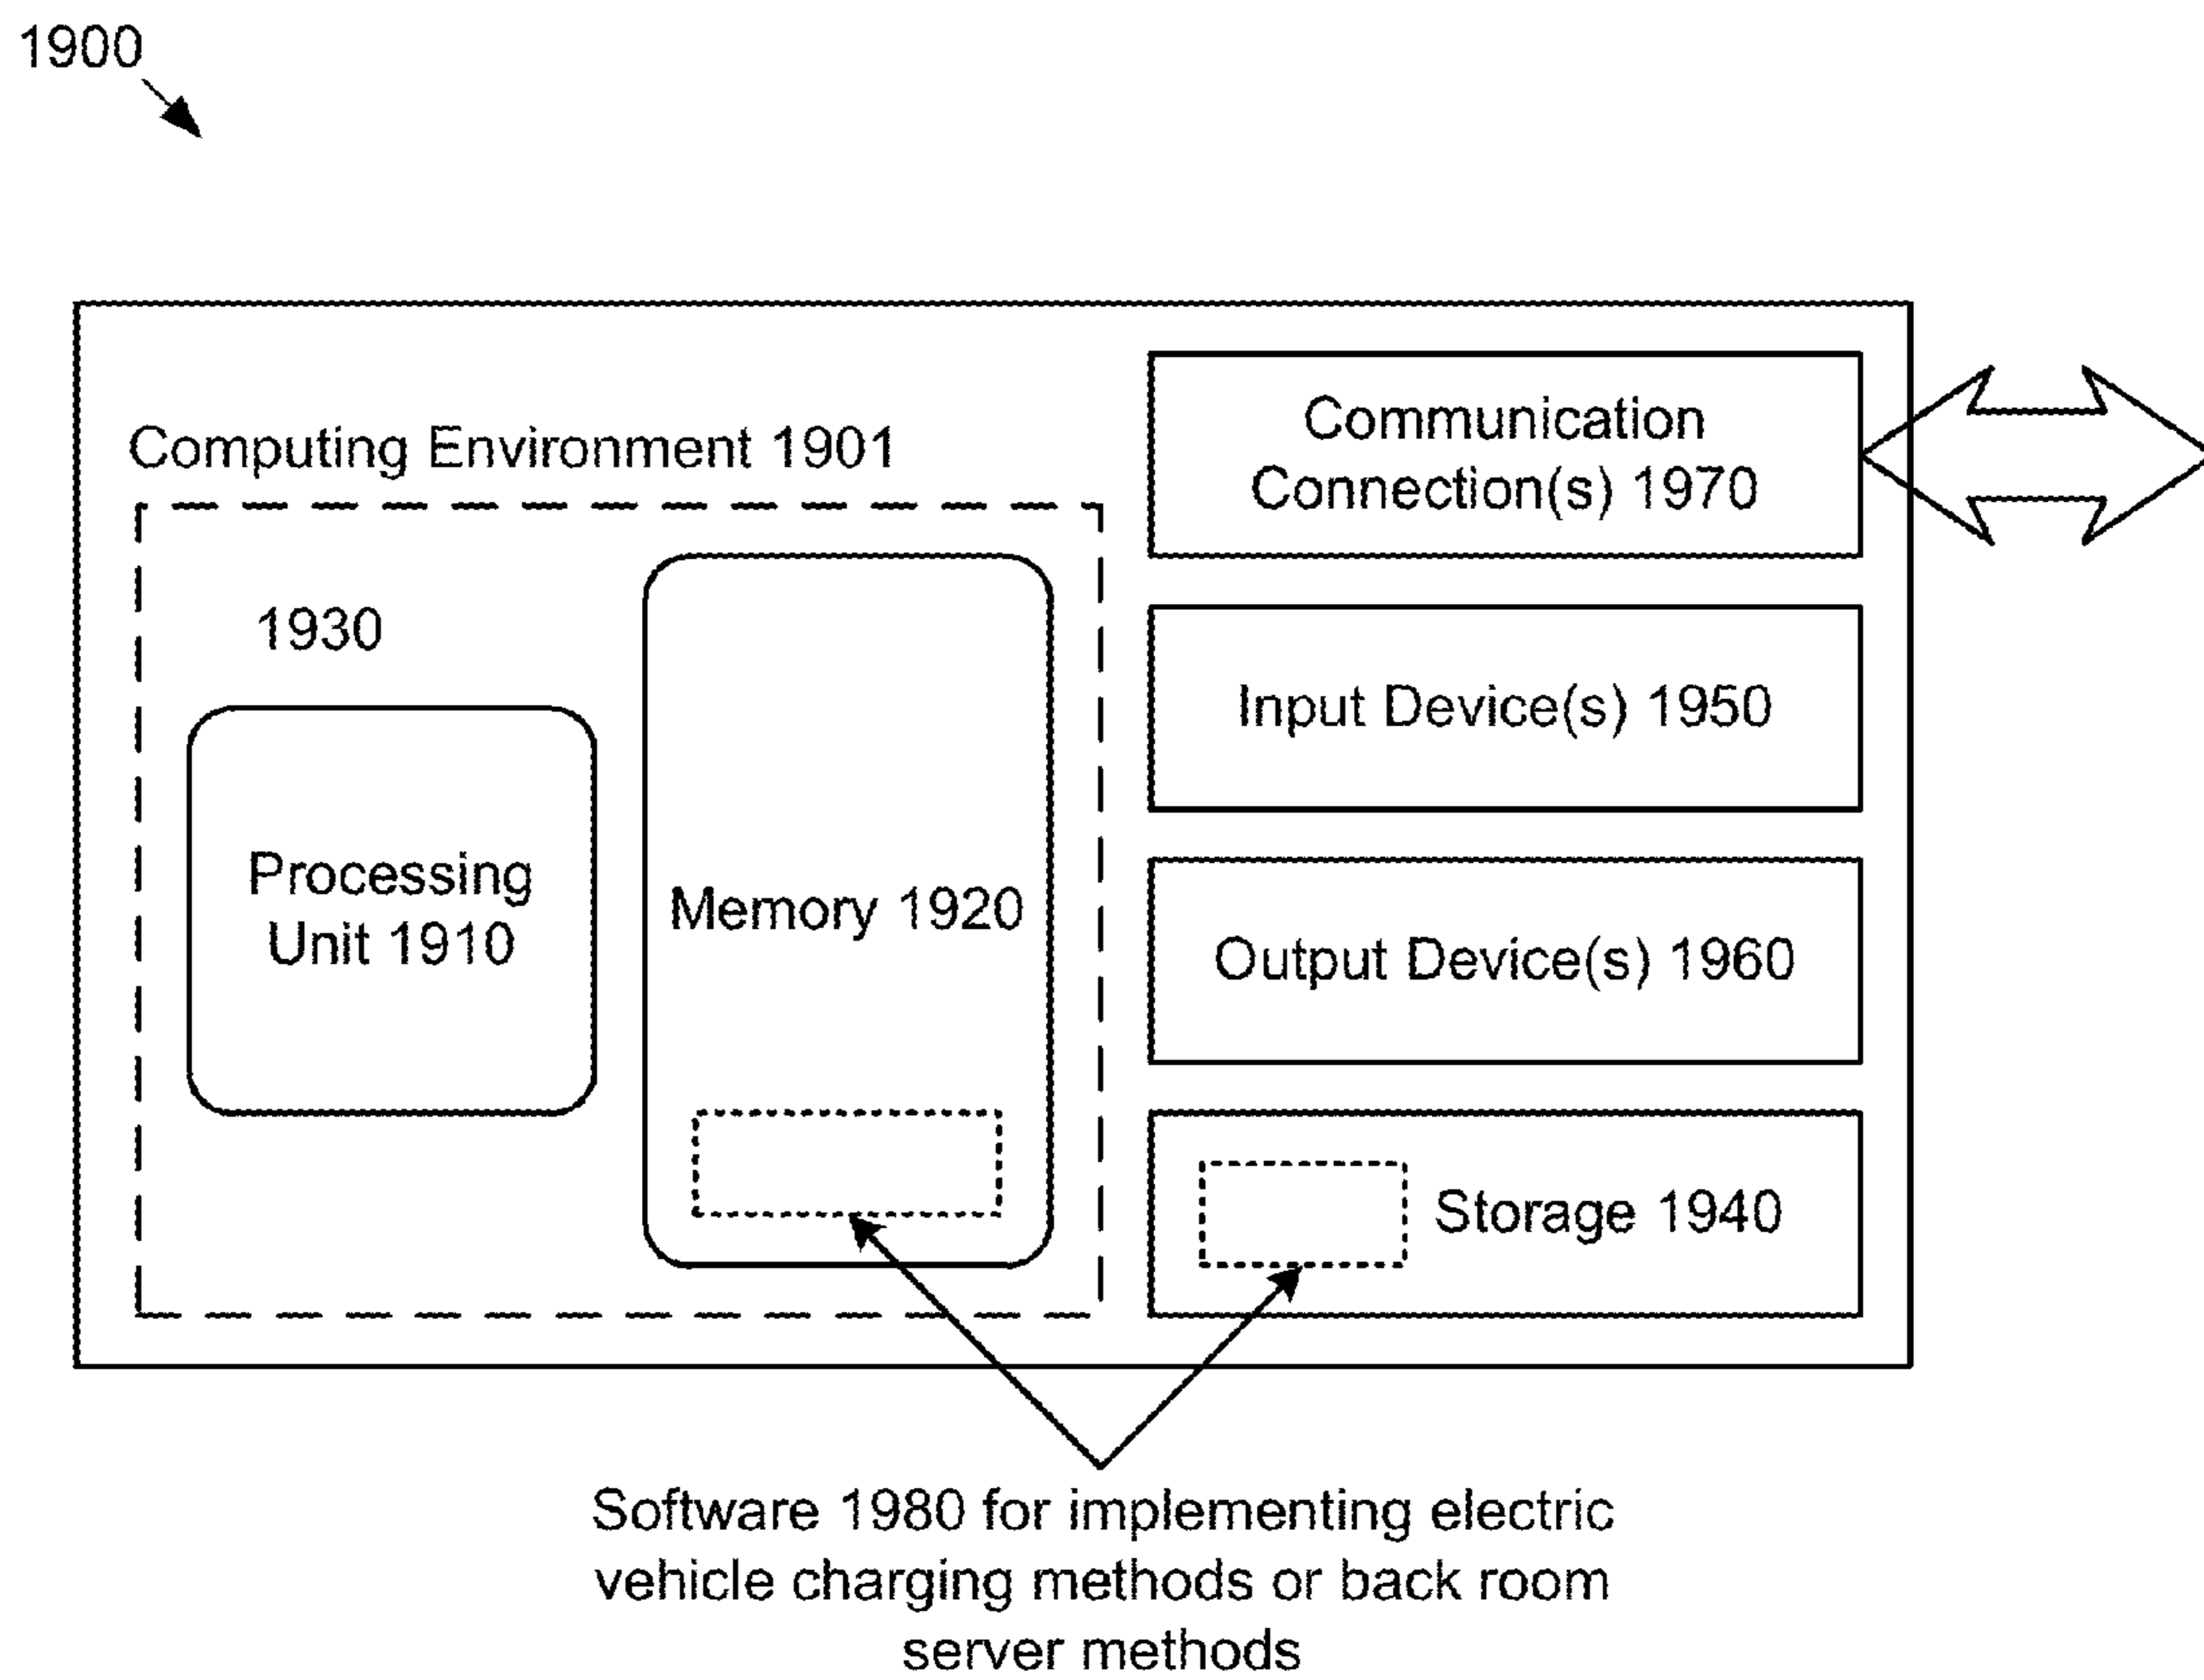 1900
Computing Environment 1901
1930
Processing
Unit 1910
Memory 1920
Communication
Connection(s) 1970
Input Device(s) 1950
Output Device(s) 1960
Storage 1940
Software 1980 for implementing electric
vehicle charging methods or back room
server methods